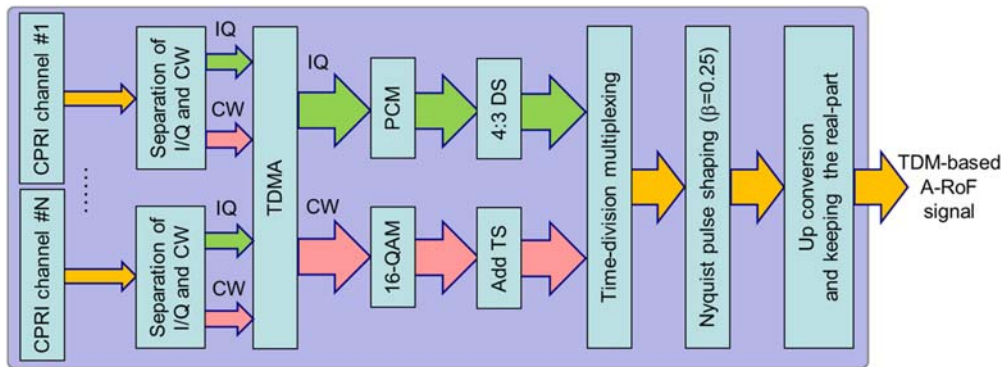 CPRI channel #1
Separation of
I/Q and CW
IQ
CW
......
CPRI channel #N
Separation of
I/Q and CW
IQ
CW
TDMA
IQ
PCM
4:3 DS
CW
16-QAM
Add TS
Time-division multiplexing
Nyquist pulse shaping (β=0.25)
Up conversion
and keeping the real-part
TDM-based
A-RoF
signal